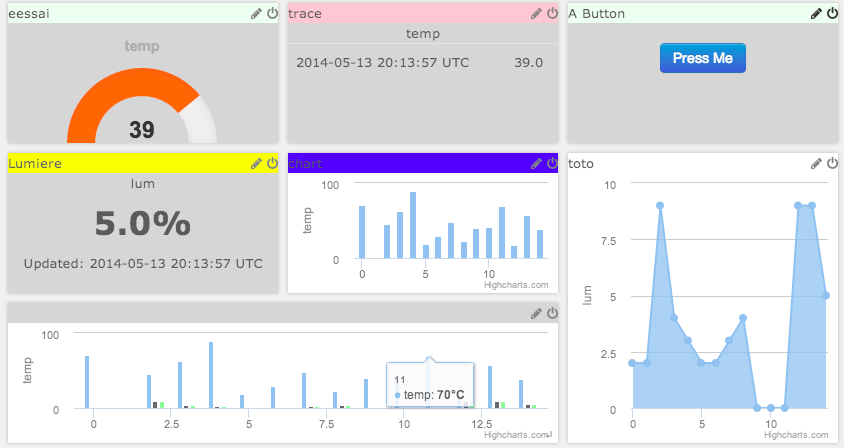 eessai
temp
39
trace
temp
2014-05-13 20:13:57 UTC 39.0
A Button
Press Me
Lumiere
lum
5.0%
Updated: 2014-05-13 20:13:57 UTC
chart
100
temp
0
0 5 10
Highcharts.com
toto
10
7.5
5
lum
2.5
0
0 5 10
Highcharts.com
100
temp
11
temp: 70°C
0
0 2.5 5 7.5 10 12.5
Highcharts.com